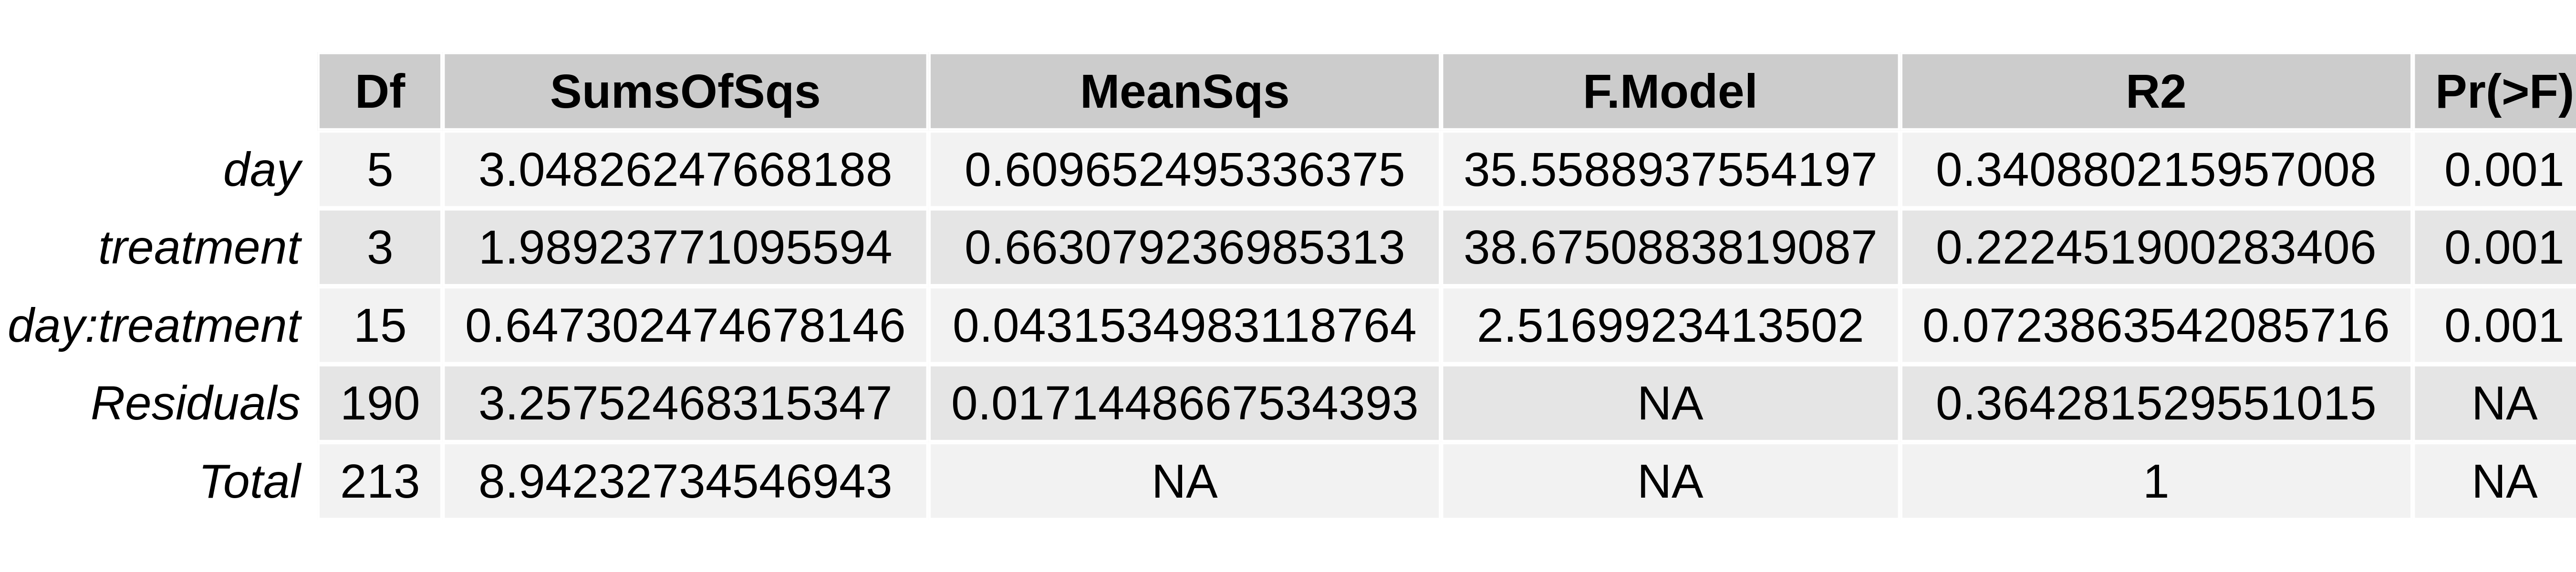 Df SumsOfSqs MeanSqs F.Model R2 Pr(>F)
day 5 3.04826247668188 0.609652495336375 35.5588937554197 0.340880215957008 0.001
treatment 3 1.98923771095594 0.663079236985313 38.6750883819087 0.222451900283406 0.001
day:treatment 15 0.647302474678146 0.0431534983118764 2.5169923413502 0.0723863542085716 0.001
Residuals 190 3.25752468315347 0.0171448667534393 NA 0.364281529551015 NA
Total 213 8.94232734546943 NA NA 1 NA